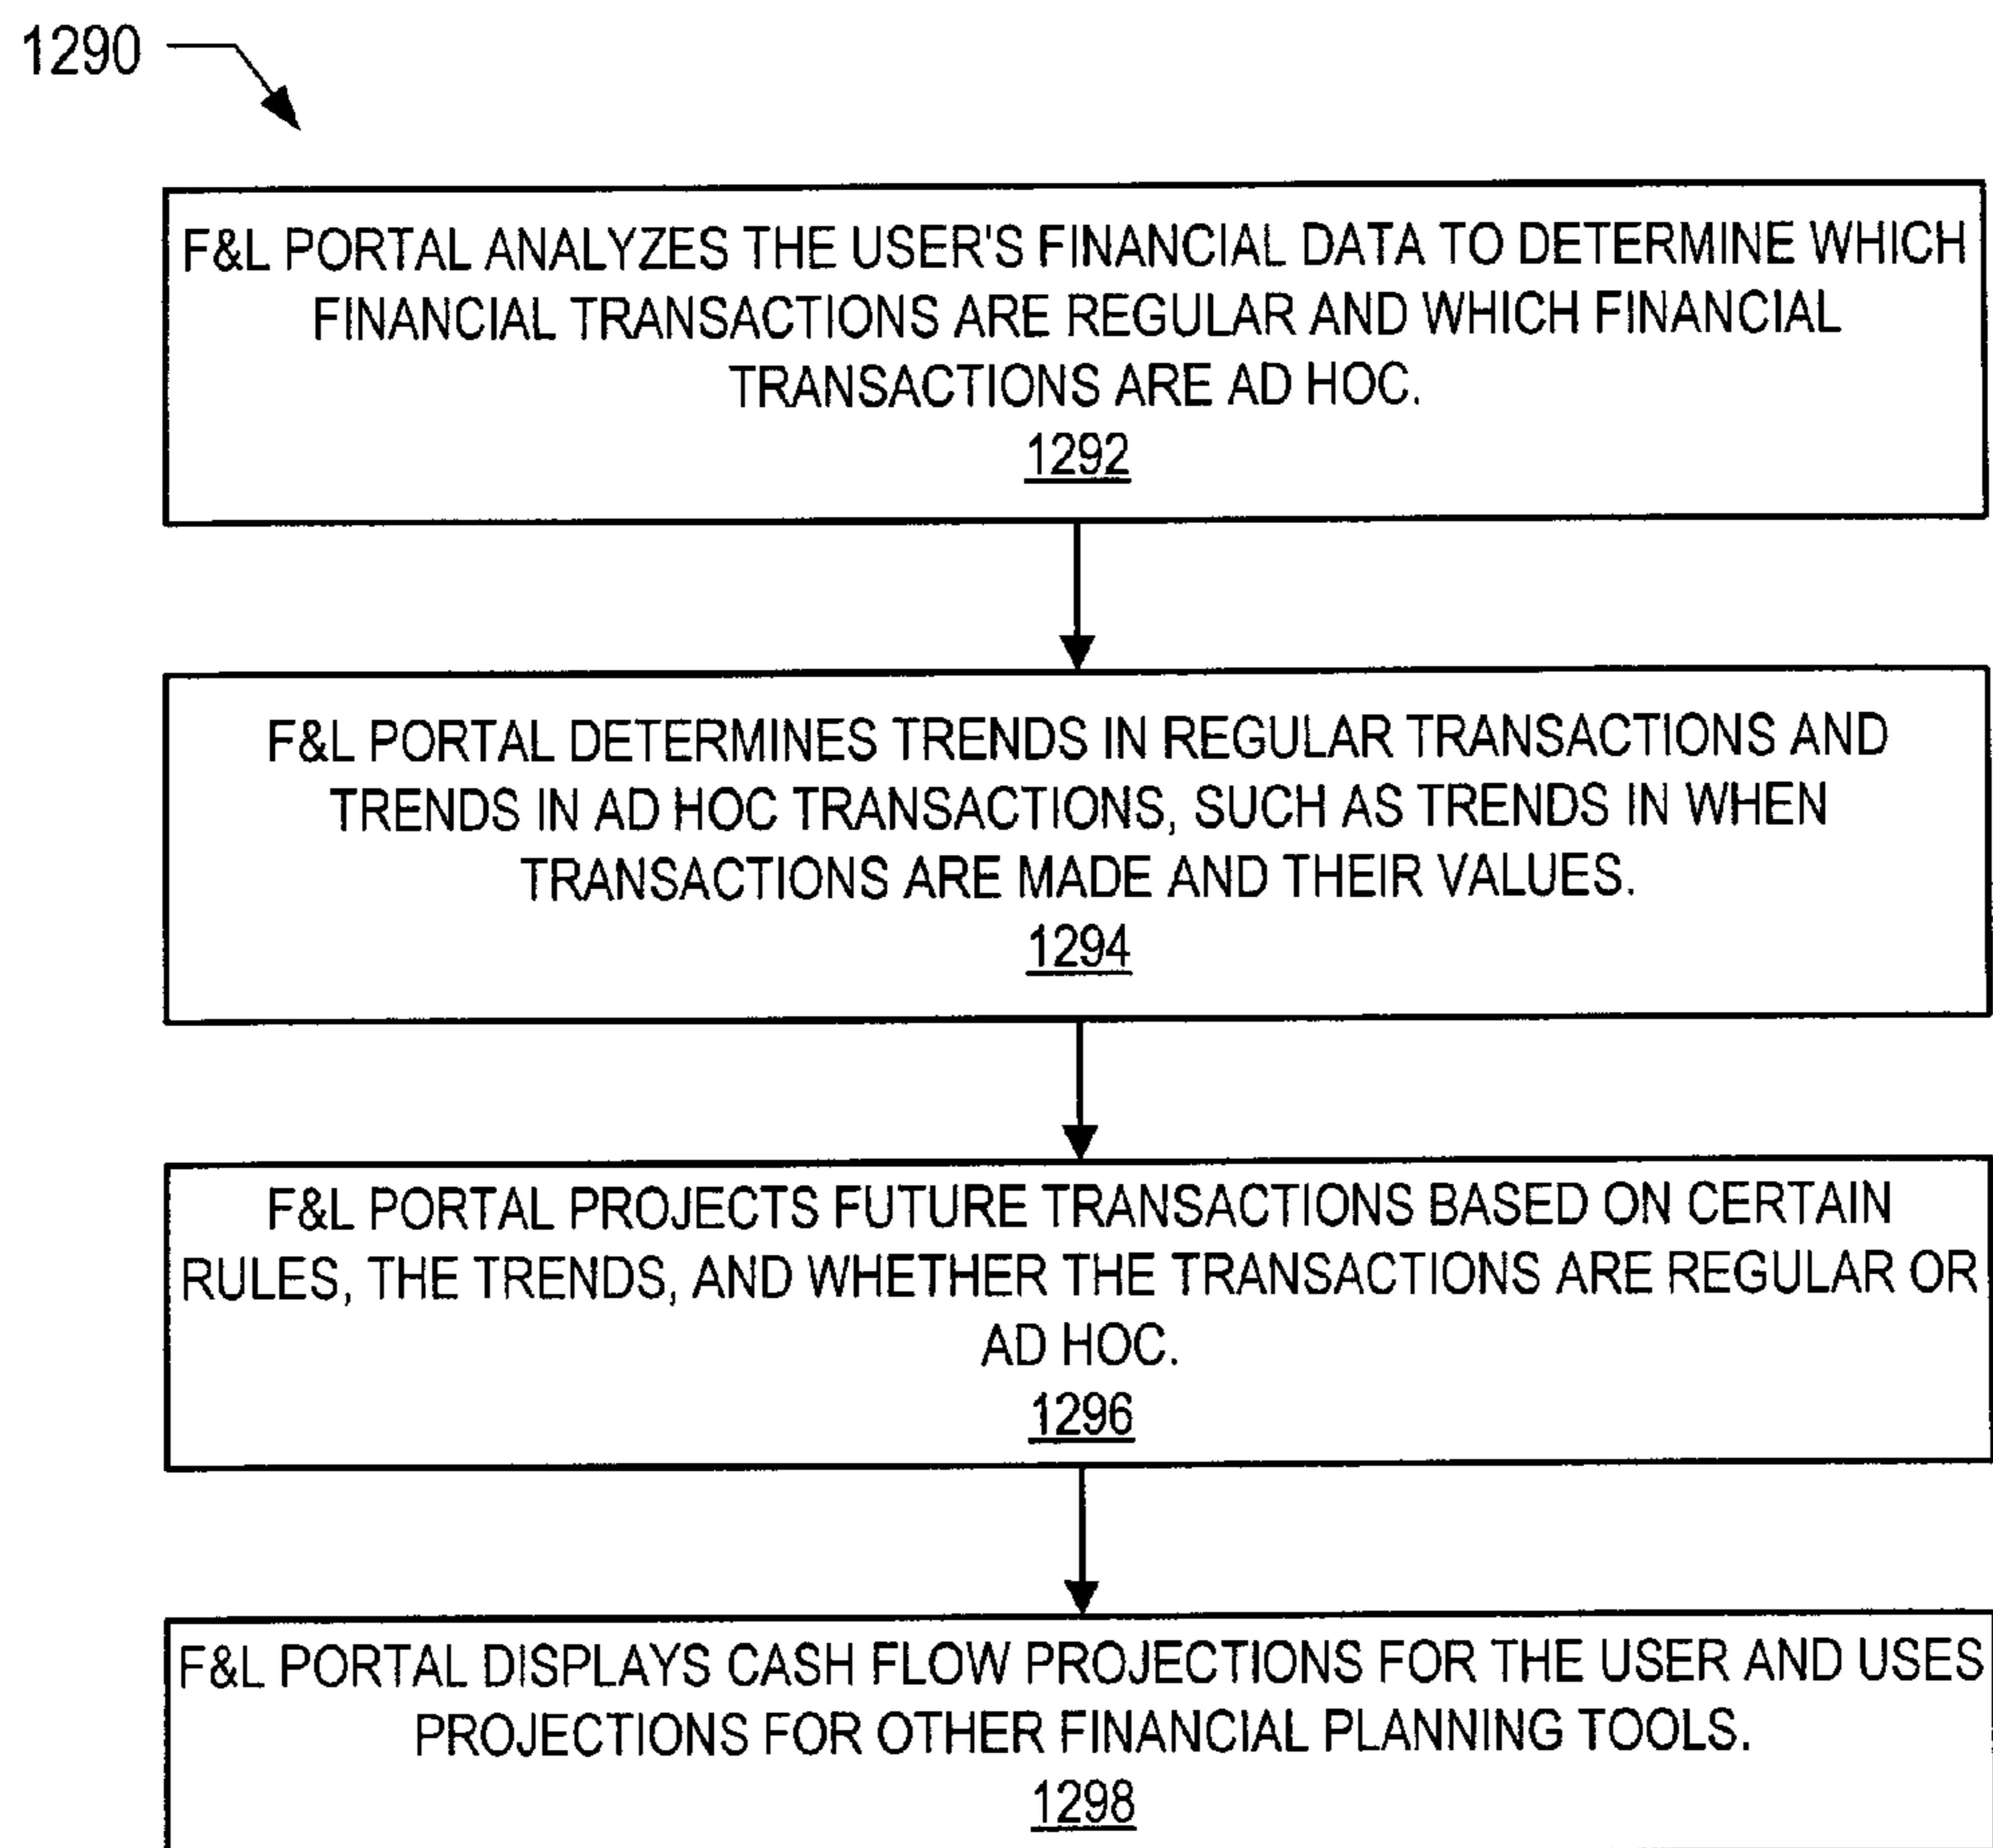 1290
F&L PORTAL ANALYZES THE USER'S FINANCIAL DATA TO DETERMINE WHICH
FINANCIAL TRANSACTIONS ARE REGULAR AND WHICH FINANCIAL
TRANSACTIONS ARE AD HOC.
1292
F&L PORTAL DETERMINES TRENDS IN REGULAR TRANSACTIONS AND
TRENDS IN AD HOC TRANSACTIONS, SUCH AS TRENDS IN WHEN
TRANSACTIONS ARE MADE AND THEIR VALUES.
1294
F&L PORTAL PROJECTS FUTURE TRANSACTIONS BASED ON CERTAIN
RULES, THE TRENDS, AND WHETHER THE TRANSACTIONS ARE REGULAR OR
AD HOC.
1296
F&L PORTAL DISPLAYS CASH FLOW PROJECTIONS FOR THE USER AND USES
PROJECTIONS FOR OTHER FINANCIAL PLANNING TOOLS.
1298